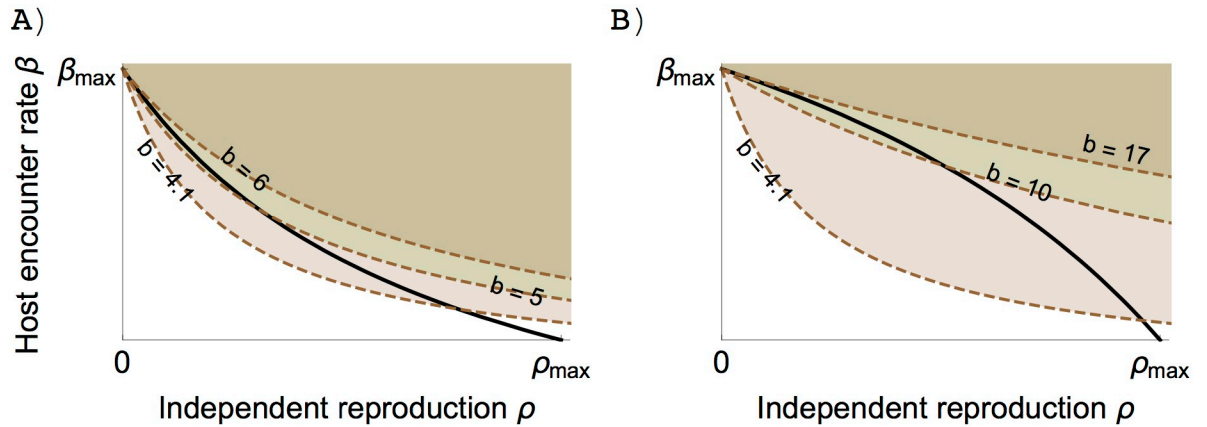 A)
Host encounter rate β
βmax
b = 6
b = 4.1
b = 5
0
ρmax
Independent reproduction ρ
B)
βmax
b = 17
b = 10
b = 4.1
0
ρmax
Independent reproduction ρ